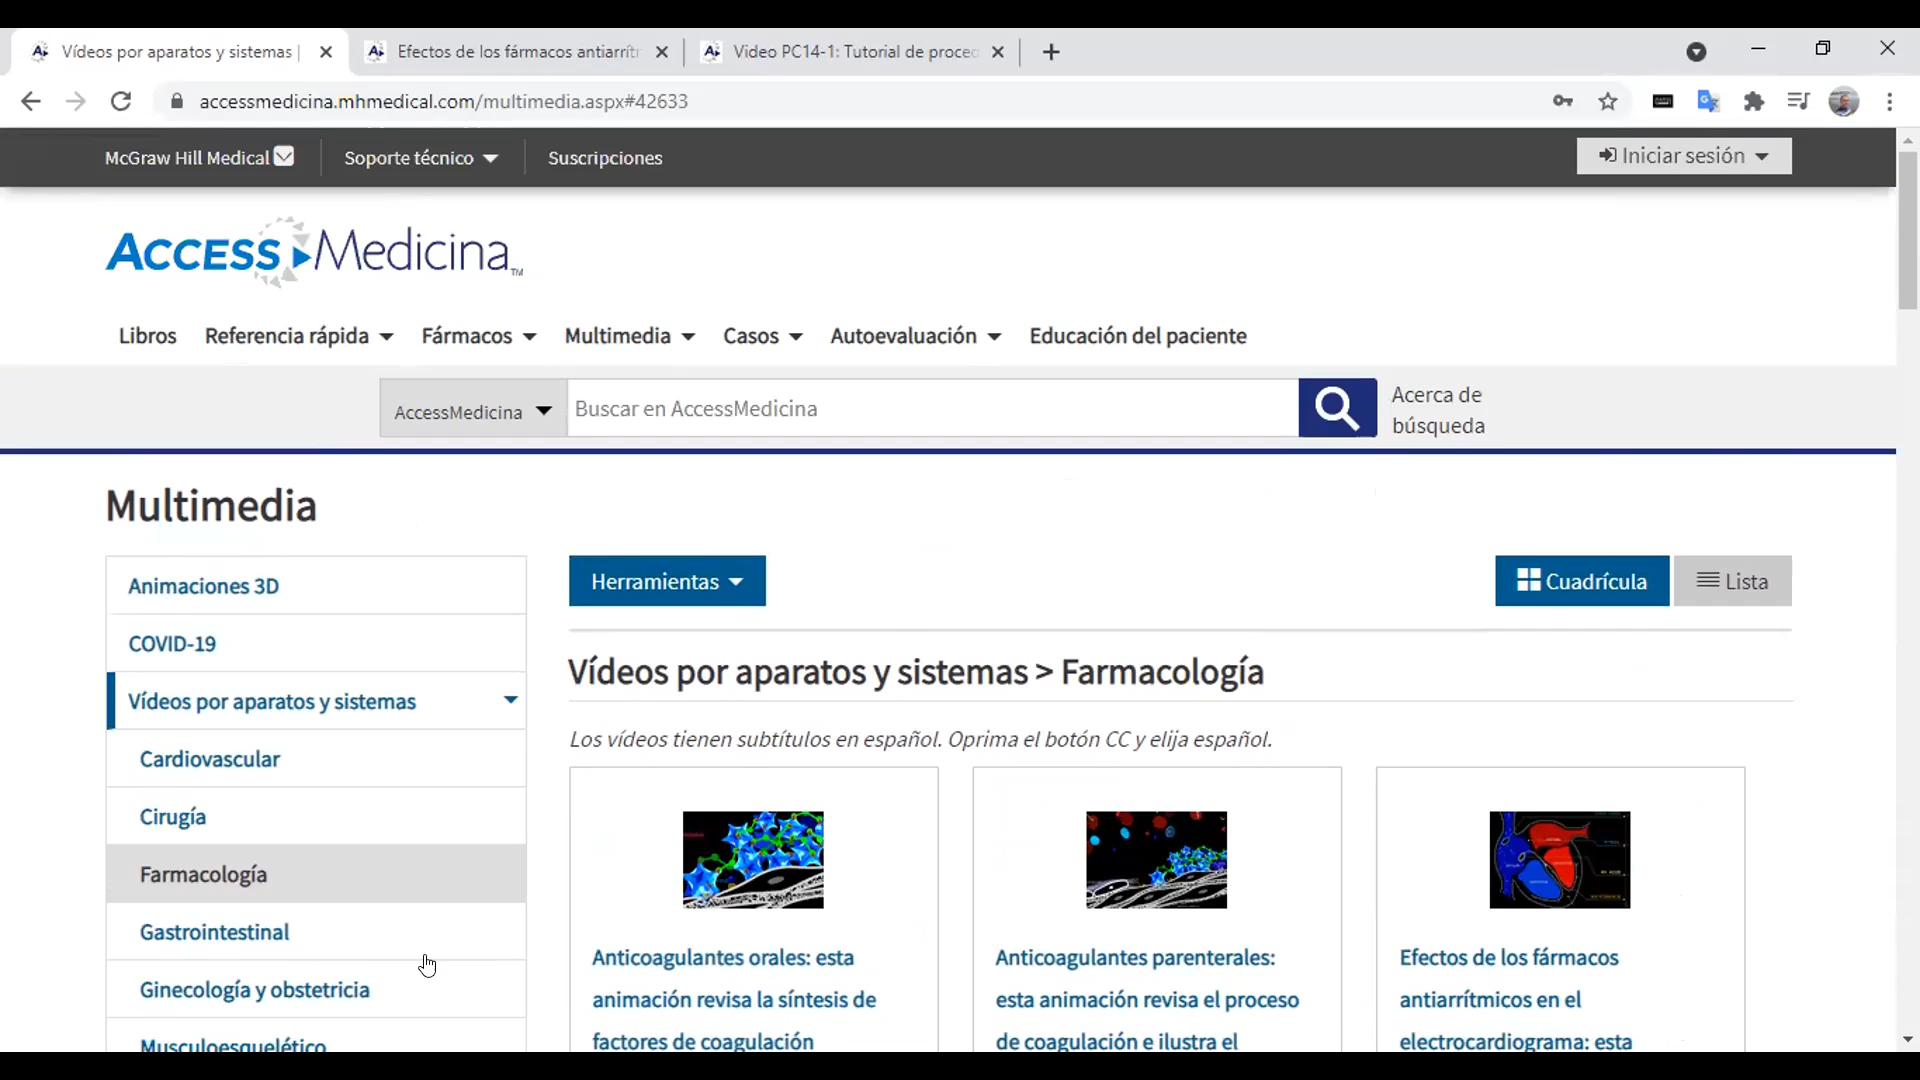 Vídeos por aparatos y sistemas |
Efectos de los fármacos antiarrít
Video PC14-1: Tutorial de proce
accessmedicina.mhmedical.com/multimedia.aspx#42633
McGraw Hill Medical
Soporte técnico
Suscripciones
Iniciar sesión
ACCESS Medicina TM
Libros
Referencia rápida
Fármacos
Multimedia
Casos
Autoevaluación
Educación del paciente
AccessMedicina
Buscar en AccessMedicina
Acerca de
búsqueda
Multimedia
Animaciones 3D
COVID-19
Vídeos por aparatos y sistemas
Cardiovascular
Cirugía
Farmacología
Gastrointestinal
Ginecología y obstetricia
Musculoesquelético
Herramientas
Cuadrícula
Lista
Vídeos por aparatos y sistemas > Farmacología
Los vídeos tienen subtítulos en español. Oprima el botón CC y elija español.
Anticoagulantes orales: esta
animación revisa la síntesis de
factores de coagulación
Anticoagulantes parenterales:
esta animación revisa el proceso
de coagulación e ilustra el
Efectos de los fármacos
antiarrítmicos en el
electrocardiograma: esta